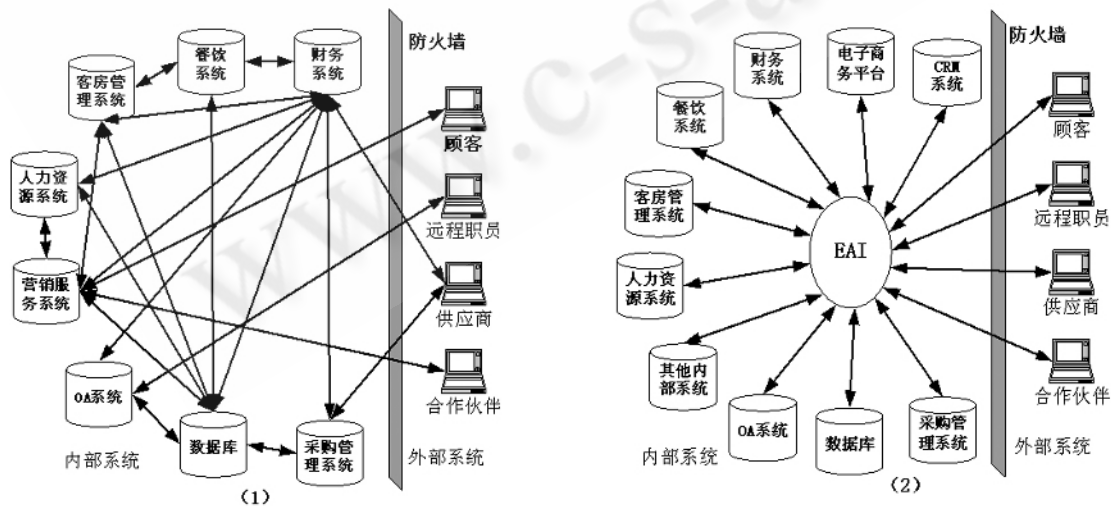 餐饮
系统
财务
系统
客房管
理系统
人力资
源系统
营销服
务系统
OA系统
数据库
采购管
理系统
内部系统
防火墙
顾客
远程职员
供应商
合作伙伴
外部系统
(1)
财务
系统
电子商
务平台
CRM
系统
餐饮
系统
客房管
理系统
人力资
源系统
其他内
部系统
OA系统
数据库
采购管
理系统
EAI
内部系统
防火墙
顾客
远程职员
供应商
合作伙伴
外部系统
(2)
www.c-s-a